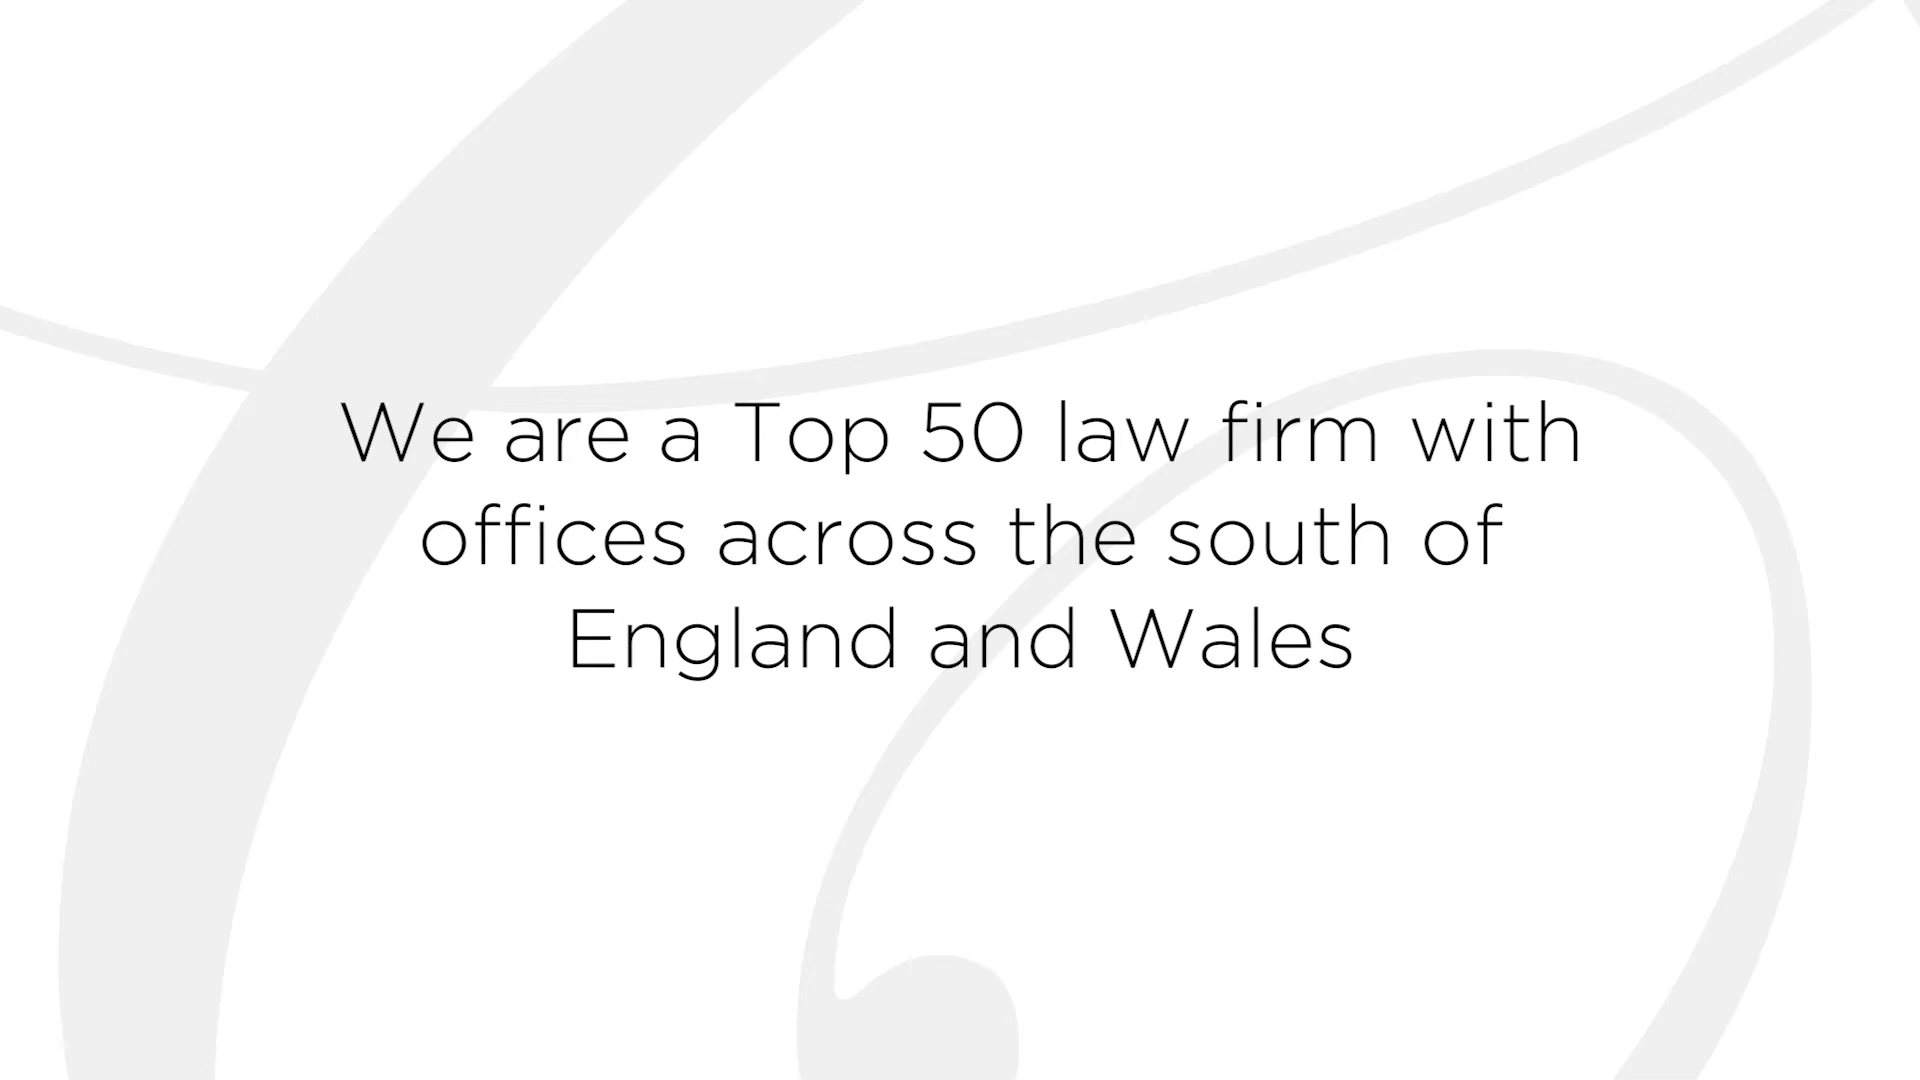 We are a Top 50 law firm with
offices across the south of
England and Wales